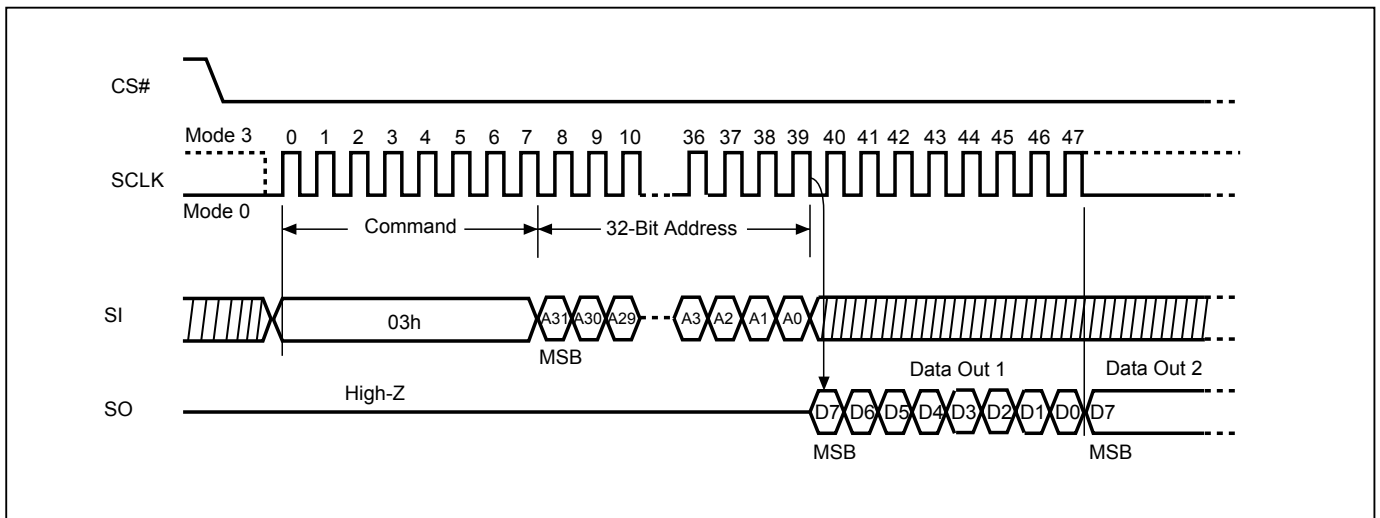 CS#
Mode 3
0 1 2 3 4 5 6 7 8 9 10 36 37 38 39 40 41 42 43 44 45 46 47
SCLK
Mode 0
Command
32-Bit Address
SI
03h
A31 A30 A29 A3 A2 A1 A0
MSB
Data Out 1
Data Out 2
High-Z
SO
D7 D6 D5 D4 D3 D2 D1 D0 D7
MSB
MSB